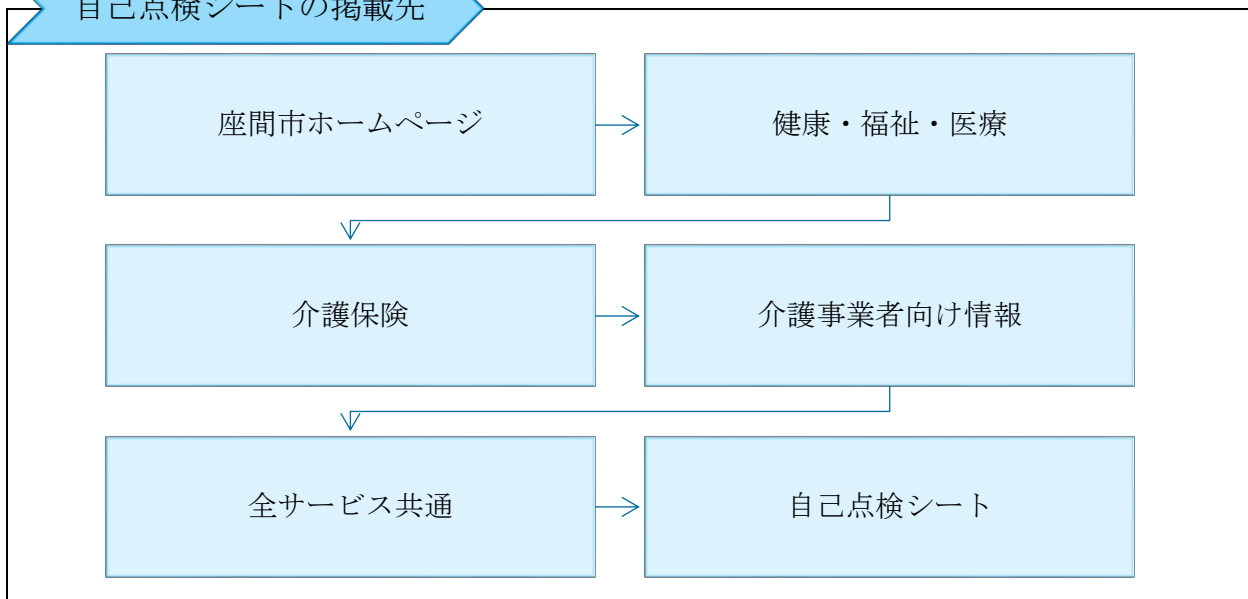 自己点検シートの掲載先
座間市ホームページ
健康・福祉・医療
介護保険
介護事業者向け情報
全サービス共通
自己点検シート